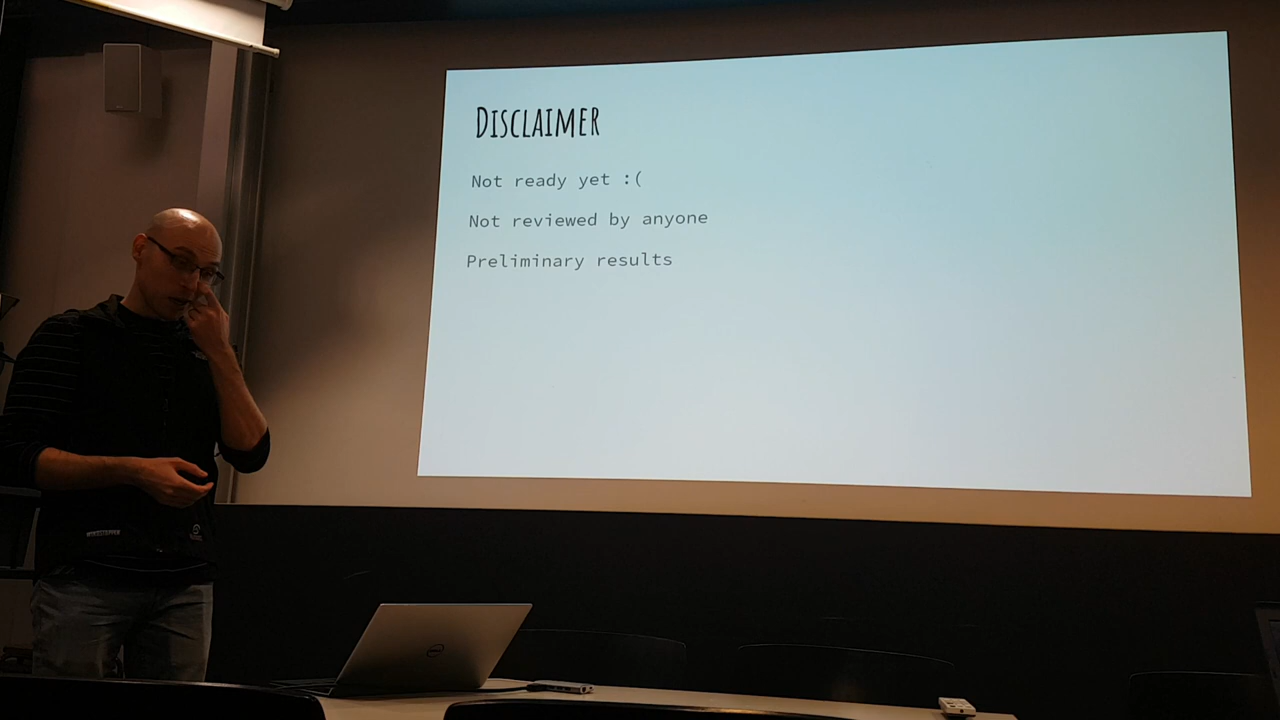 DISCLAIMER
Not ready yet :(
Not reviewed by anyone
Preliminary results